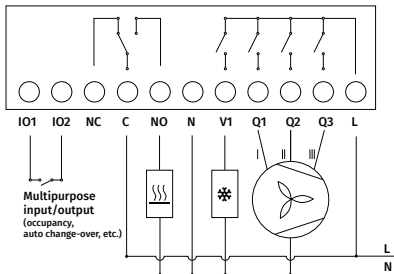 IO1 IO2 NC C NO N V1 Q1 Q2 Q3 L
I II III
Multipurpose
input/output
(occupancy,
auto change-over, etc.)
L
N